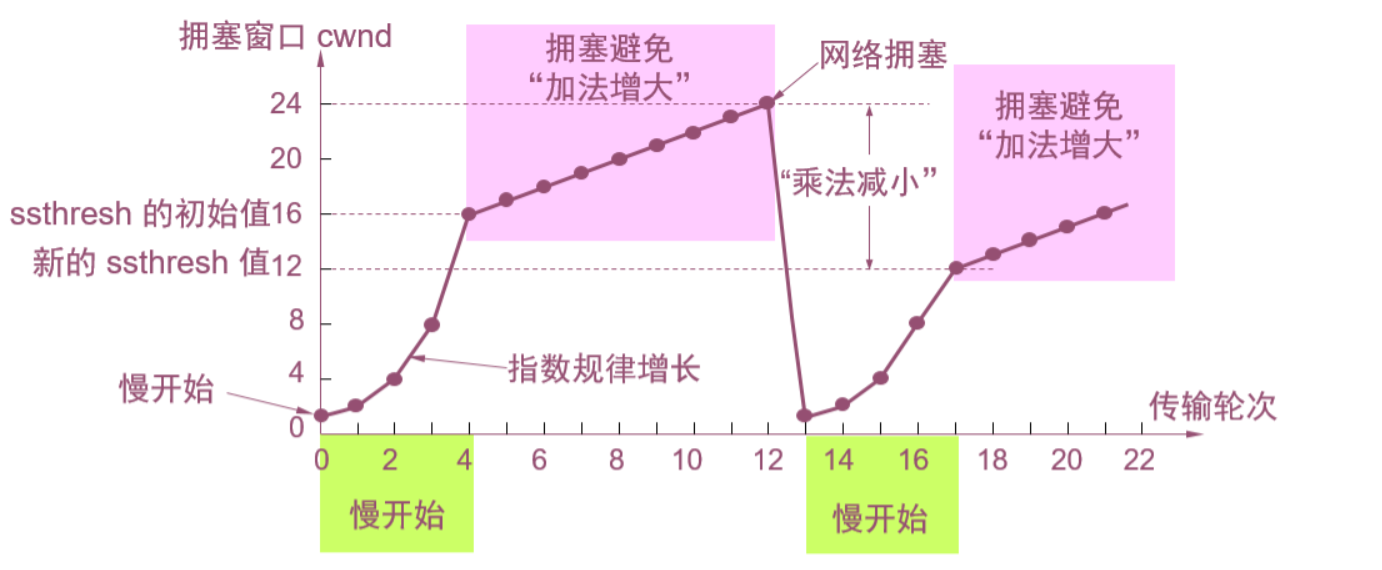 拥塞窗口 cwnd
拥塞避免
“加法增大”
网络拥塞
拥塞避免
“加法增大”
24
20
“乘法减小”
ssthresh 的初始值16
新的 ssthresh 值12
8
4
指数规律增长
慢开始
0
传输轮次
0 2 4 6 8 10 12 14 16 18 20 22
慢开始
慢开始